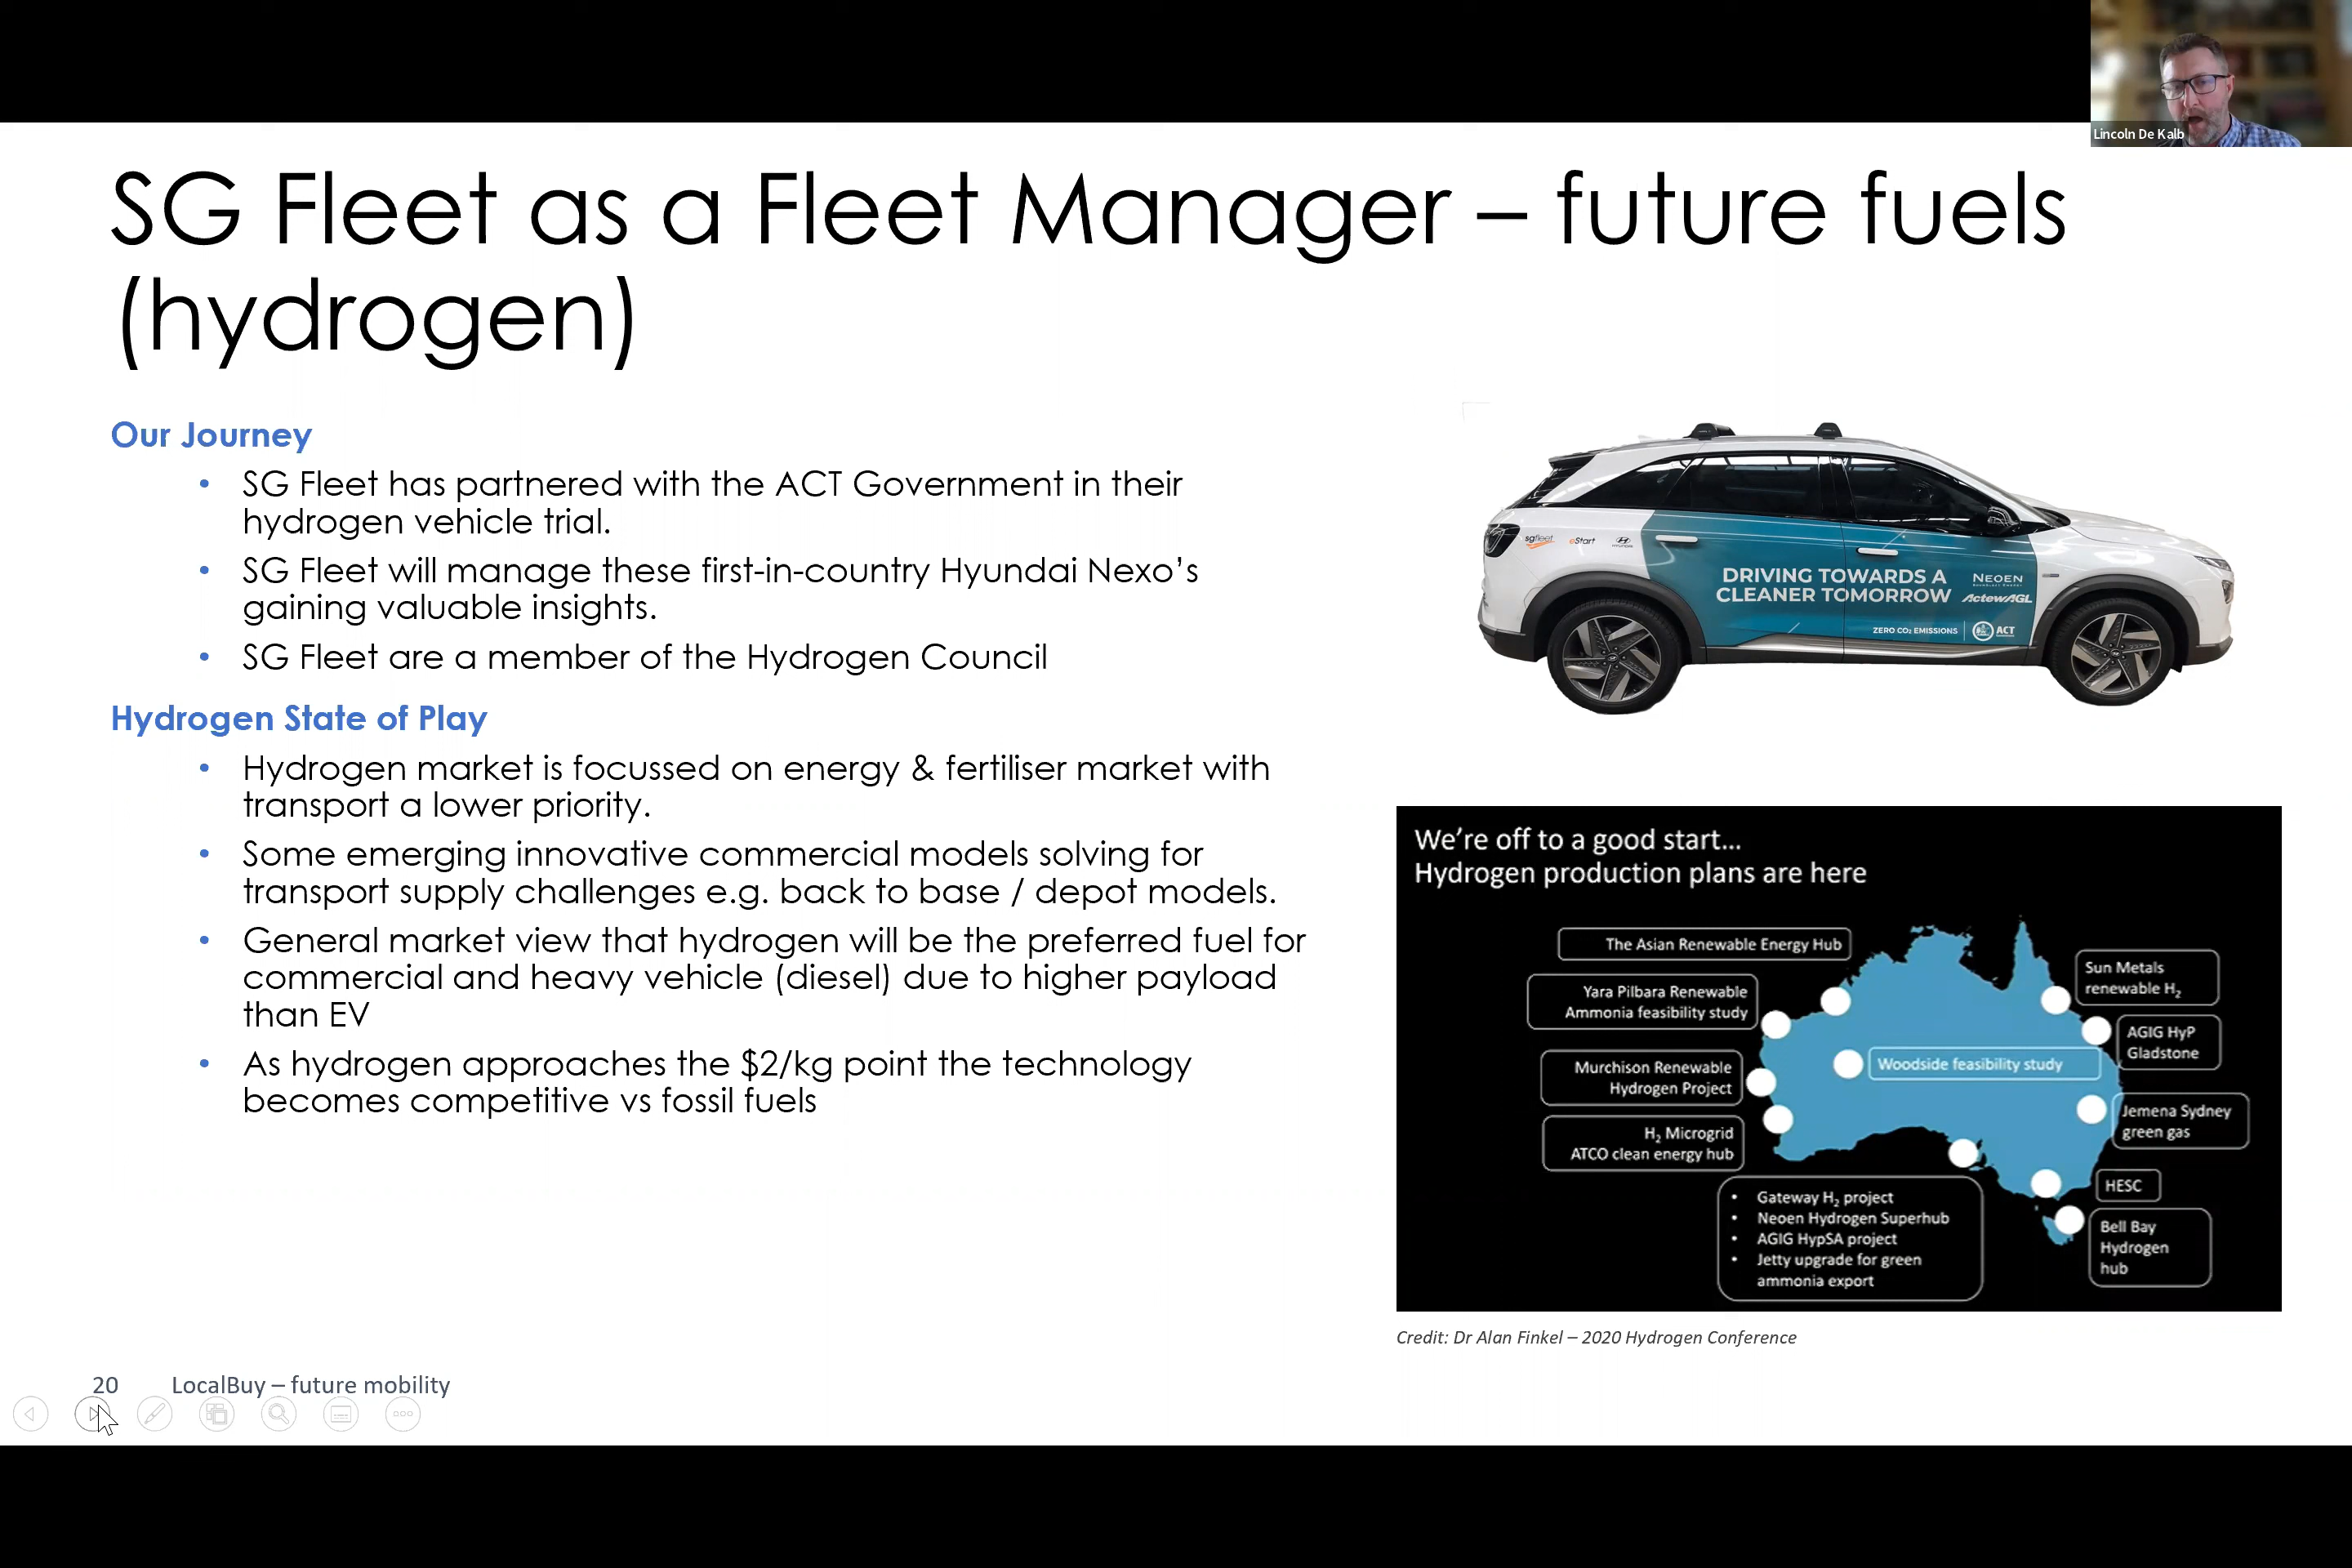 Lincoln De Kalb
SG Fleet as a Fleet Manager – future fuels
(hydrogen)
Our Journey
• SG Fleet has partnered with the ACT Government in their
hydrogen vehicle trial.
• SG Fleet will manage these first-in-country Hyundai Nexo’s
gaining valuable insights.
• SG Fleet are a member of the Hydrogen Council
Hydrogen State of Play
• Hydrogen market is focussed on energy & fertiliser market with
transport a lower priority.
• Some emerging innovative commercial models solving for
transport supply challenges e.g. back to base / depot models.
• General market view that hydrogen will be the preferred fuel for
commercial and heavy vehicle (diesel) due to higher payload
than EV
• As hydrogen approaches the $2/kg point the technology
becomes competitive vs fossil fuels
sgfleet
eStart
HYUNDAI
DRIVING TOWARDS A
CLEANER TOMORROW
NEOEN
ActewAGL
ZERO CO₂ EMISSIONS
ACT
We’re off to a good start...
Hydrogen production plans are here
The Asian Renewable Energy Hub
Yara Pilbara Renewable
Ammonia feasibility study
Murchison Renewable
Hydrogen Project
H₂ Microgrid
ATCO clean energy hub
• Gateway H₂ project
• Neoen Hydrogen Superhub
• AGIG HypSA project
• Jetty upgrade for green
ammonia export
Woodside feasibility study
Sun Metals
renewable H₂
AGIG HyP
Gladstone
Jemena Sydney
green gas
HESC
Bell Bay
Hydrogen
hub
Credit: Dr Alan Finkel – 2020 Hydrogen Conference
20
LocalBuy – future mobility